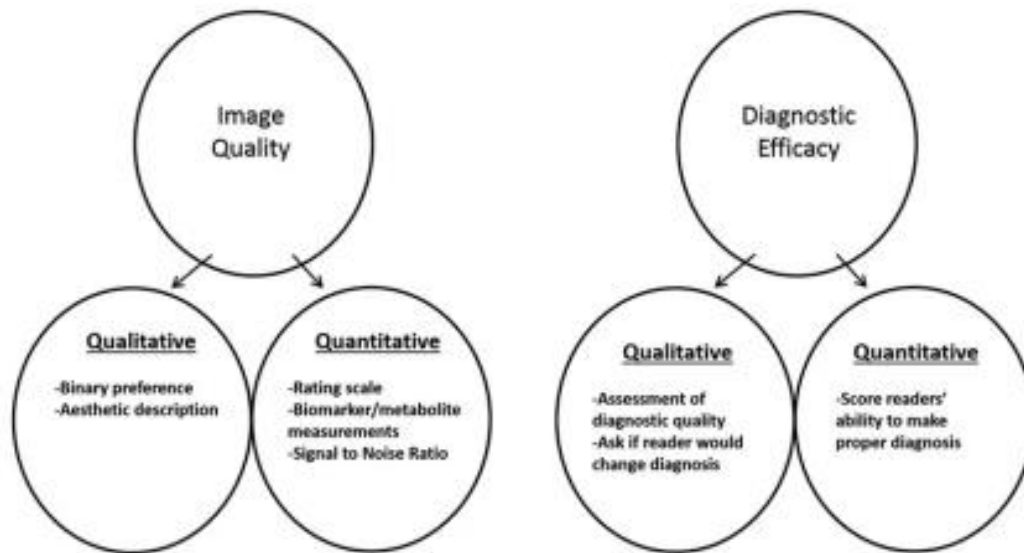 Image
Quality
Qualitative
-Binary preference
-Aesthetic description
Quantitative
-Rating scale
-Biomarker/metabolite
measurements
-Signal to Noise Ratio
Diagnostic
Efficacy
Qualitative
-Assessment of
diagnostic quality
-Ask if reader would
change diagnosis
Quantitative
-Score readers'
ability to make
proper diagnosis